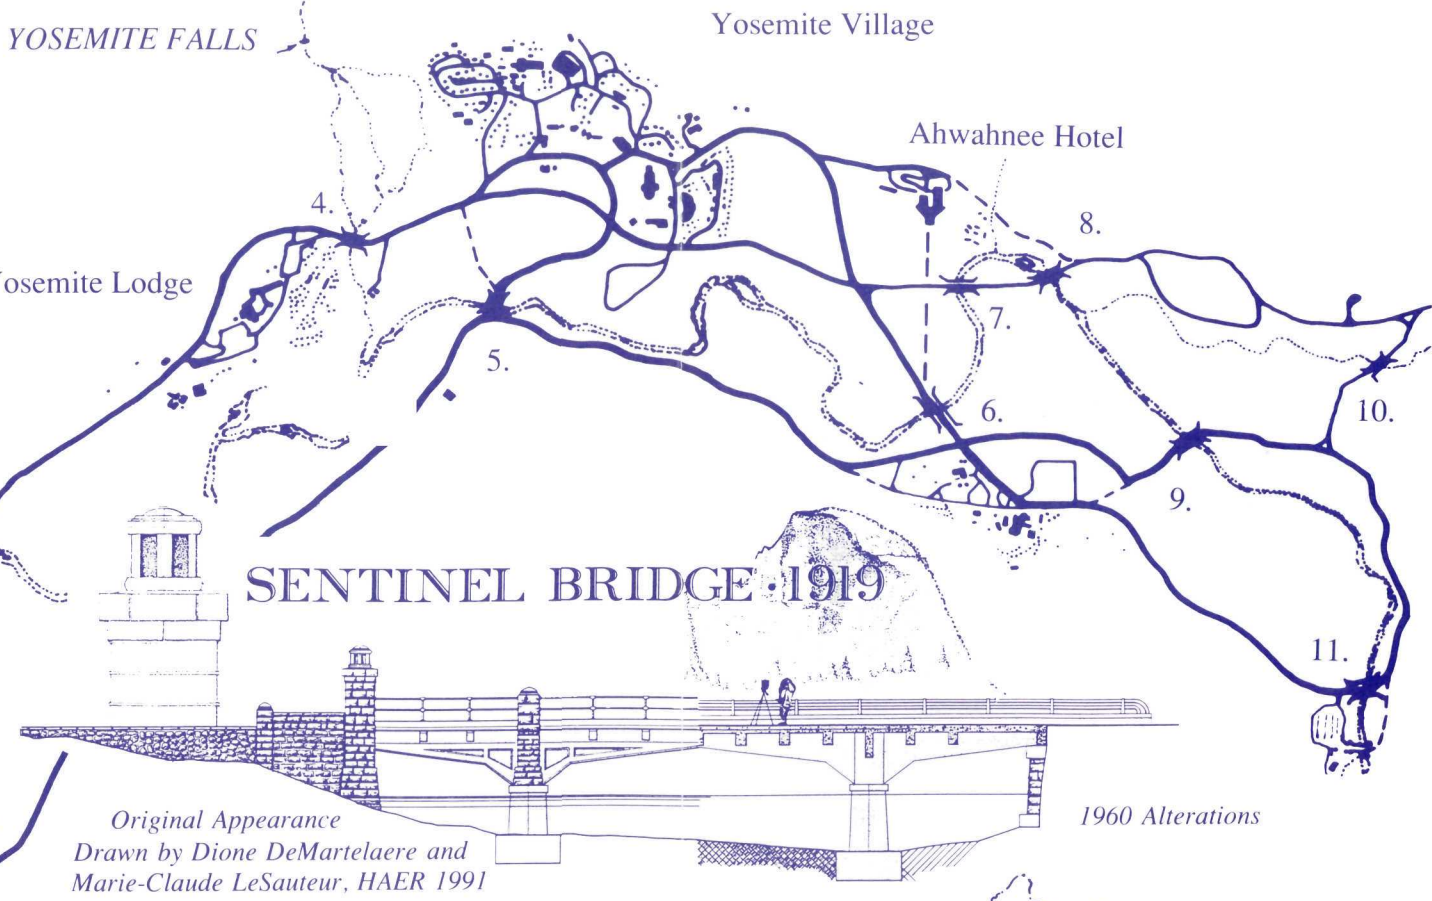 YOSEMITE FALLS
Yosemite Village
Ahwahnee Hotel
4.
8.
osemite Lodge
7.
5.
6.
10.
9.
SENTINEL BRIDGE · 1919
11.
Original Appearance
Drawn by Dione DeMartelaere and
Marie-Claude LeSauteur, HAER 1991
1960 Alterations